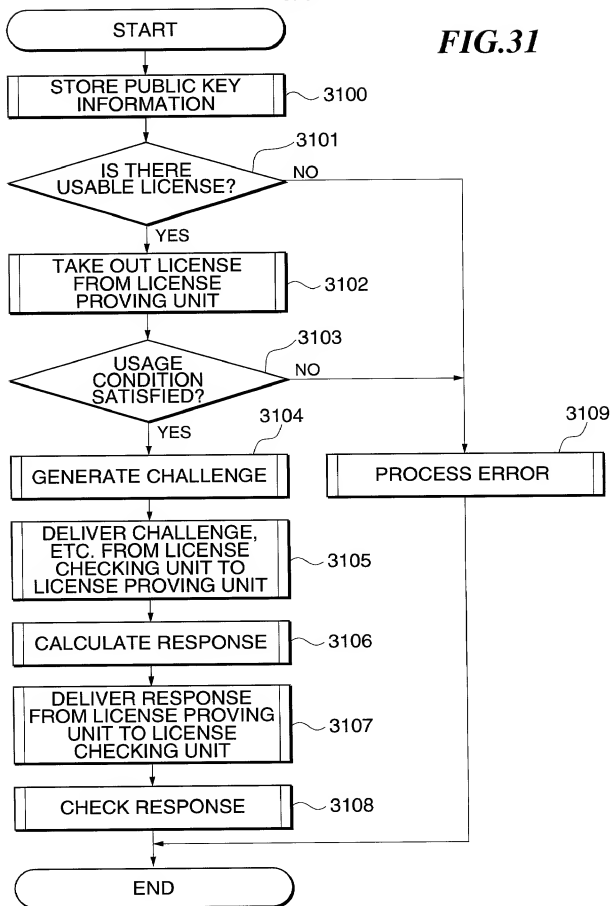 START
FIG.31
STORE PUBLIC KEY
INFORMATION
3100
3101
IS THERE
USABLE LICENSE?
NO
YES
TAKE OUT LICENSE
FROM LICENSE
PROVING UNIT
3102
3103
USAGE
CONDITION
SATISFIED?
NO
YES
3104
GENERATE CHALLENGE
3109
PROCESS ERROR
DELIVER CHALLENGE,
ETC. FROM LICENSE
CHECKING UNIT TO
LICENSE PROVING UNIT
3105
CALCULATE RESPONSE
3106
DELIVER RESPONSE
FROM LICENSE PROVING
UNIT TO LICENSE
CHECKING UNIT
3107
CHECK RESPONSE
3108
END